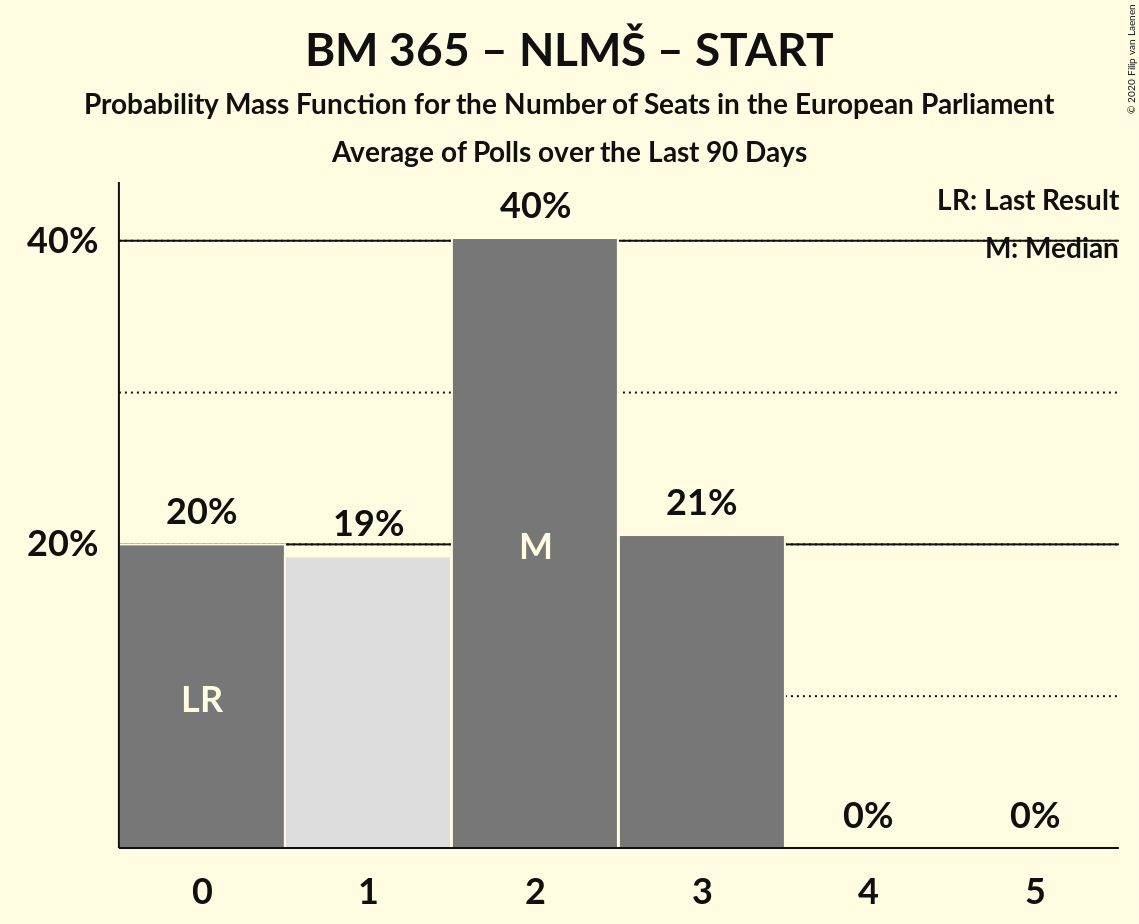 BM 365 – NLMŠ – START
Probability Mass Function for the Number of Seats in the European Parliament
Average of Polls over the Last 90 Days
© 2020 Filip van Laenen
LR: Last Result
M: Median
40%
40%
20%
20%
19%
21%
M
LR
0%
0%
0
1
2
3
4
5